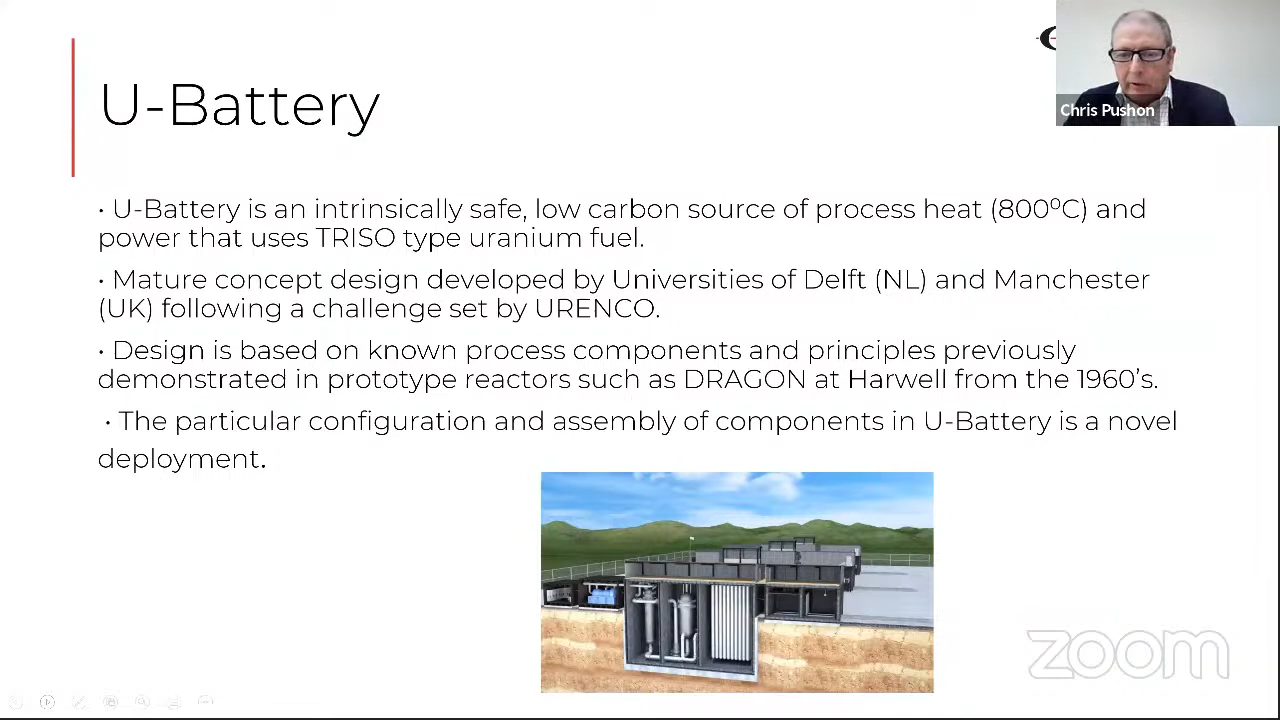 U-Battery
Chris Pushon
· U-Battery is an intrinsically safe, low carbon source of process heat (800⁰C) and
power that uses TRISO type uranium fuel.
· Mature concept design developed by Universities of Delft (NL) and Manchester
(UK) following a challenge set by URENCO.
· Design is based on known process components and principles previously
demonstrated in prototype reactors such as DRAGON at Harwell from the 1960's.
· The particular configuration and assembly of components in U-Battery is a novel
deployment.
zoom